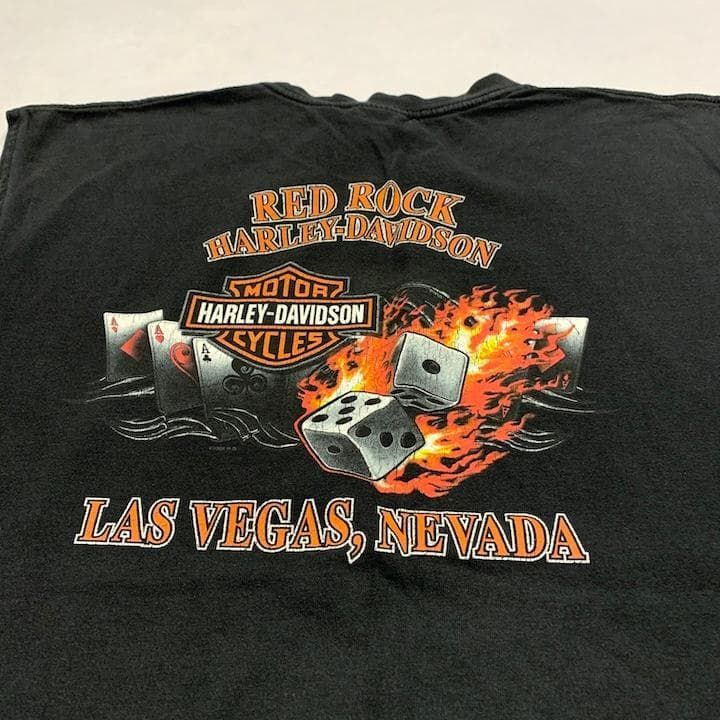 RED ROCK
HARLEY-DAVIDSON
MOTOR
HARLEY-DAVIDSON
CYCLES
A
A
A
A
LAS VEGAS, NEVADA